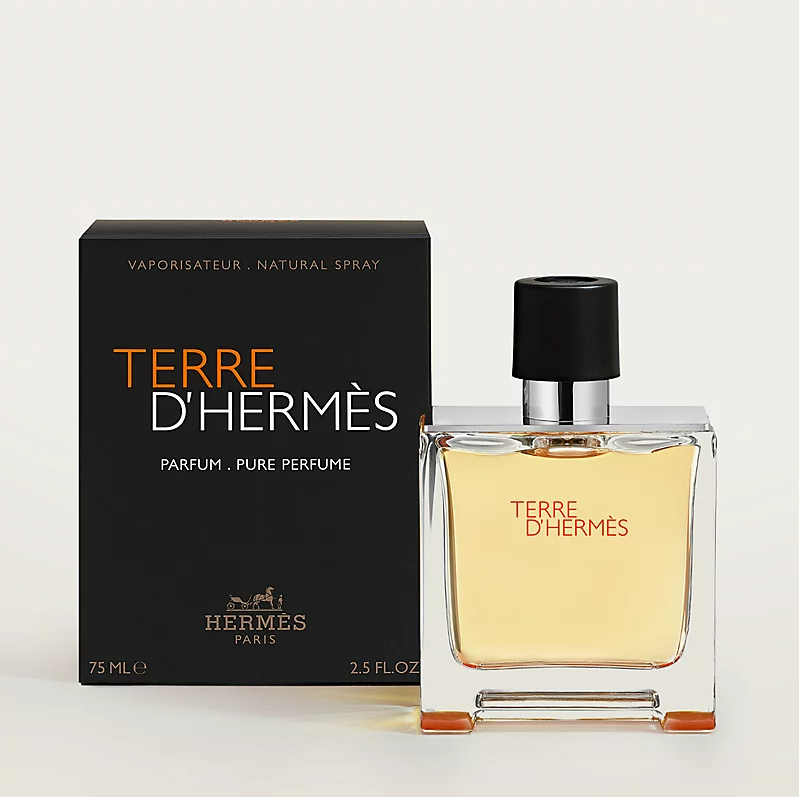 VAPORISATEUR . NATURAL SPRAY
TERRE
D'HERMÈS
PARFUM . PURE PERFUME
HERMÈS
PARIS
75 ML ℮
2.5 FL.OZ
TERRE
D'HERMÈS